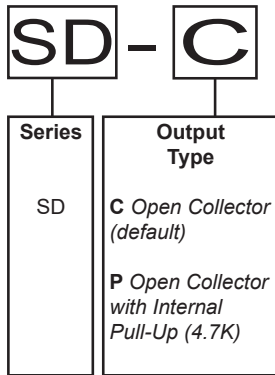 SD - C
Series
SD
Output
Type
C Open Collector
(default)
P Open Collector
with Internal
Pull-Up (4.7K)